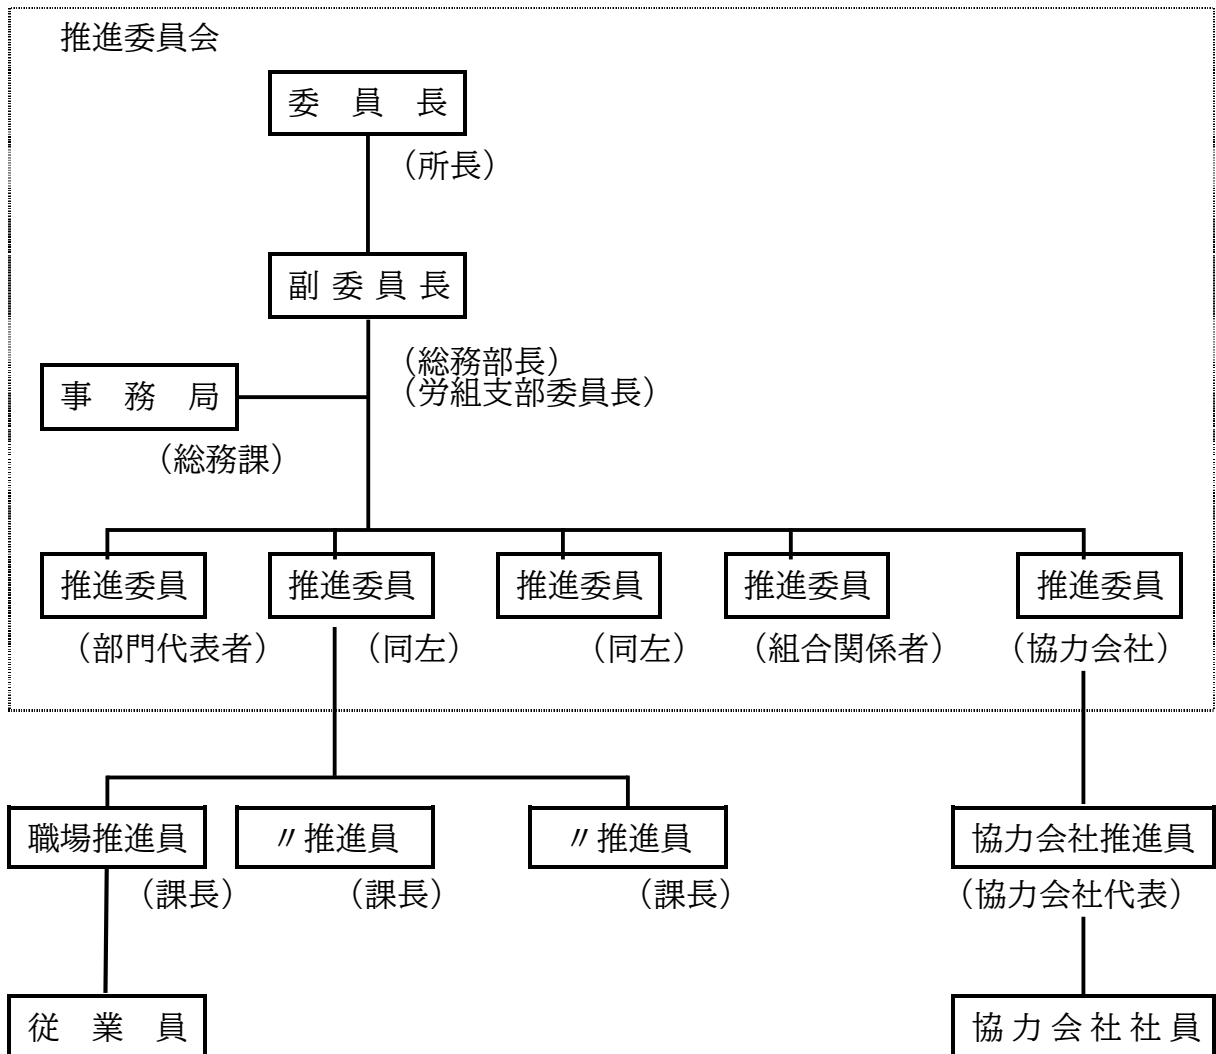 推進委員会
委　員　長
（所長）
副 委 員 長
（総務部長）
（労組支部委員長）
事　務　局
（総務課）
推進委員
推進委員
推進委員
推進委員
推進委員
（部門代表者）
（同左）
（同左）
（組合関係者）
（協力会社）
職場推進員
〃推進員
〃推進員
協力会社推進員
（課長）
（課長）
（課長）
（協力会社代表）
従　業　員
協 力 会 社 社 員